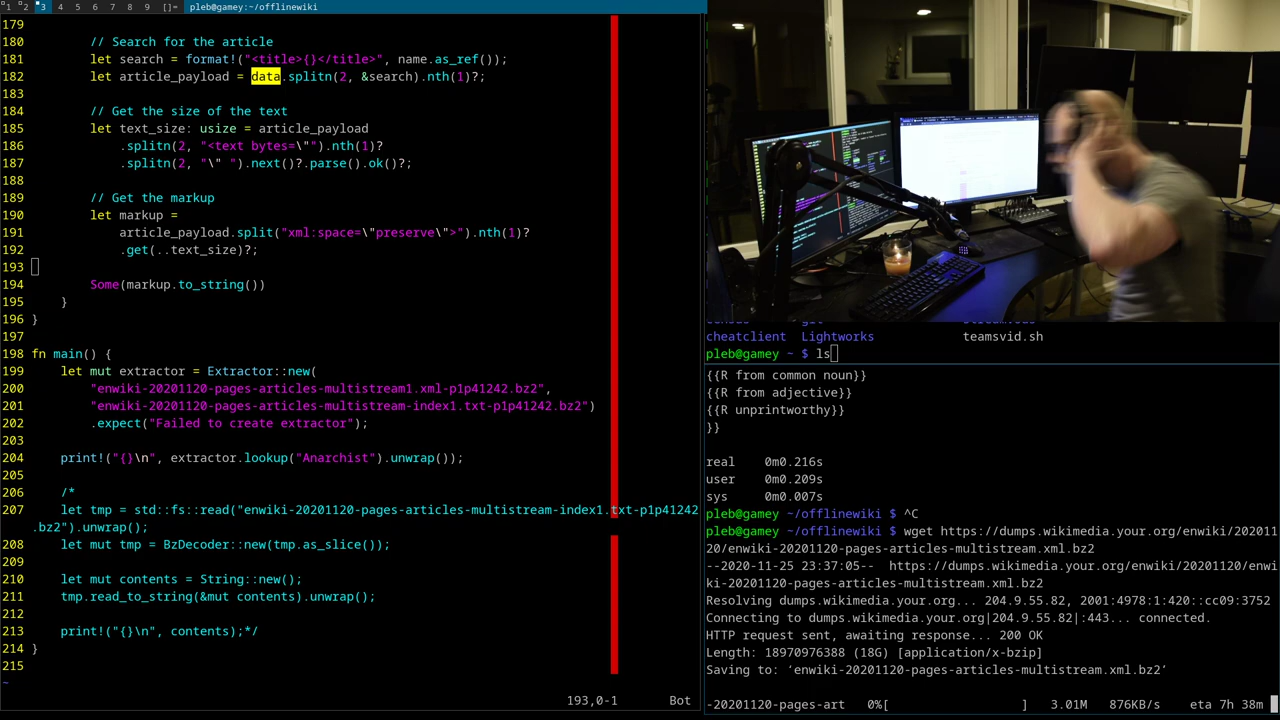 1 2 3 4 5 6 7 8 9 []= pleb@gamey:~/offlinewiki
179
180 // Search for the article
181 let search = format!("<title>{}</title>", name.as_ref());
182 let article_payload = data.splitn(2, &search).nth(1)?;
183
184 // Get the size of the text
185 let text_size: usize = article_payload
186 .splitn(2, "<text bytes=\"").nth(1)?
187 .splitn(2, "\" ").next()?.parse().ok()?;
188
189 // Get the markup
190 let markup =
191 article_payload.split("xml:space=\"preserve\">").nth(1)?
192 .get(..text_size)?;
193
194 Some(markup.to_string())
195 }
196 }
197
198 fn main() {
199 let mut extractor = Extractor::new(
200 "enwiki-20201120-pages-articles-multistream1.xml-p1p41242.bz2",
201 "enwiki-20201120-pages-articles-multistream-index1.txt-p1p41242.bz2")
202 .expect("Failed to create extractor");
203
204 print!("{}\n", extractor.lookup("Anarchist").unwrap());
205
206 /*
207 let tmp = std::fs::read("enwiki-20201120-pages-articles-multistream-index1.txt-p1p41242
.bz2").unwrap();
208 let mut tmp = BzDecoder::new(tmp.as_slice());
209
210 let mut contents = String::new();
211 tmp.read_to_string(&mut contents).unwrap();
212
213 print!("{}\n", contents);*/
214 }
215
~
193,0-1 Bot
cheatclient Lightworks teamsvid.sh
pleb@gamey ~ $ ls
{{R from common noun}}
{{R from adjective}}
{{R unprintworthy}}
}}
real 0m0.216s
user 0m0.209s
sys 0m0.007s
pleb@gamey ~/offlinewiki $ ^C
pleb@gamey ~/offlinewiki $ wget https://dumps.wikimedia.your.org/enwiki/202011
20/enwiki-20201120-pages-articles-multistream.xml.bz2
--2020-11-25 23:37:05-- https://dumps.wikimedia.your.org/enwiki/20201120/enwi
ki-20201120-pages-articles-multistream.xml.bz2
Resolving dumps.wikimedia.your.org... 204.9.55.82, 2001:4978:1:420::cc09:3752
Connecting to dumps.wikimedia.your.org|204.9.55.82|:443... connected.
HTTP request sent, awaiting response... 200 OK
Length: 18970976388 (18G) [application/x-bzip]
Saving to: ‘enwiki-20201120-pages-articles-multistream.xml.bz2’
-20201120-pages-art 0%[ ] 3.01M 876KB/s eta 7h 38m